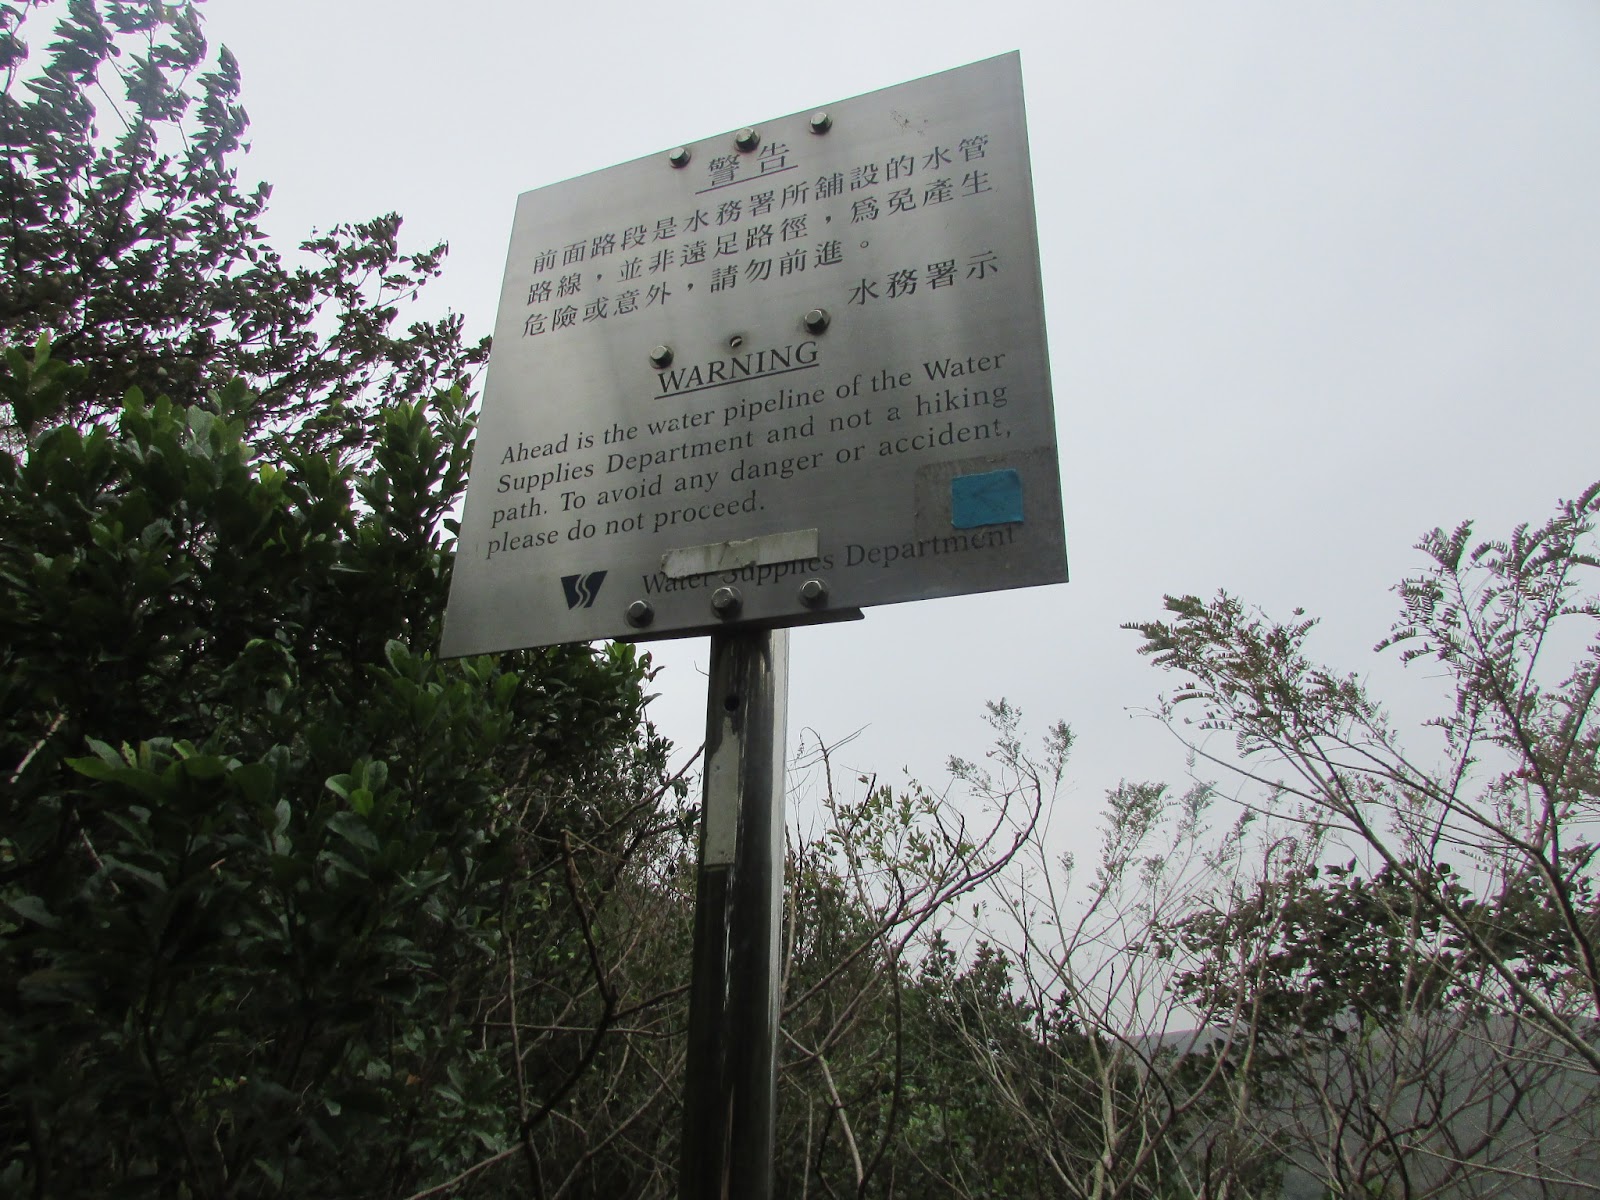 警告
前面路段是水務署所舖設的水管
路線，並非遠足路徑，為免產生
危險或意外，請勿前進。
水務署示
WARNING
Ahead is the water pipeline of the Water
Supplies Department and not a hiking
path. To avoid any danger or accident,
please do not proceed.
Water Supplies Department